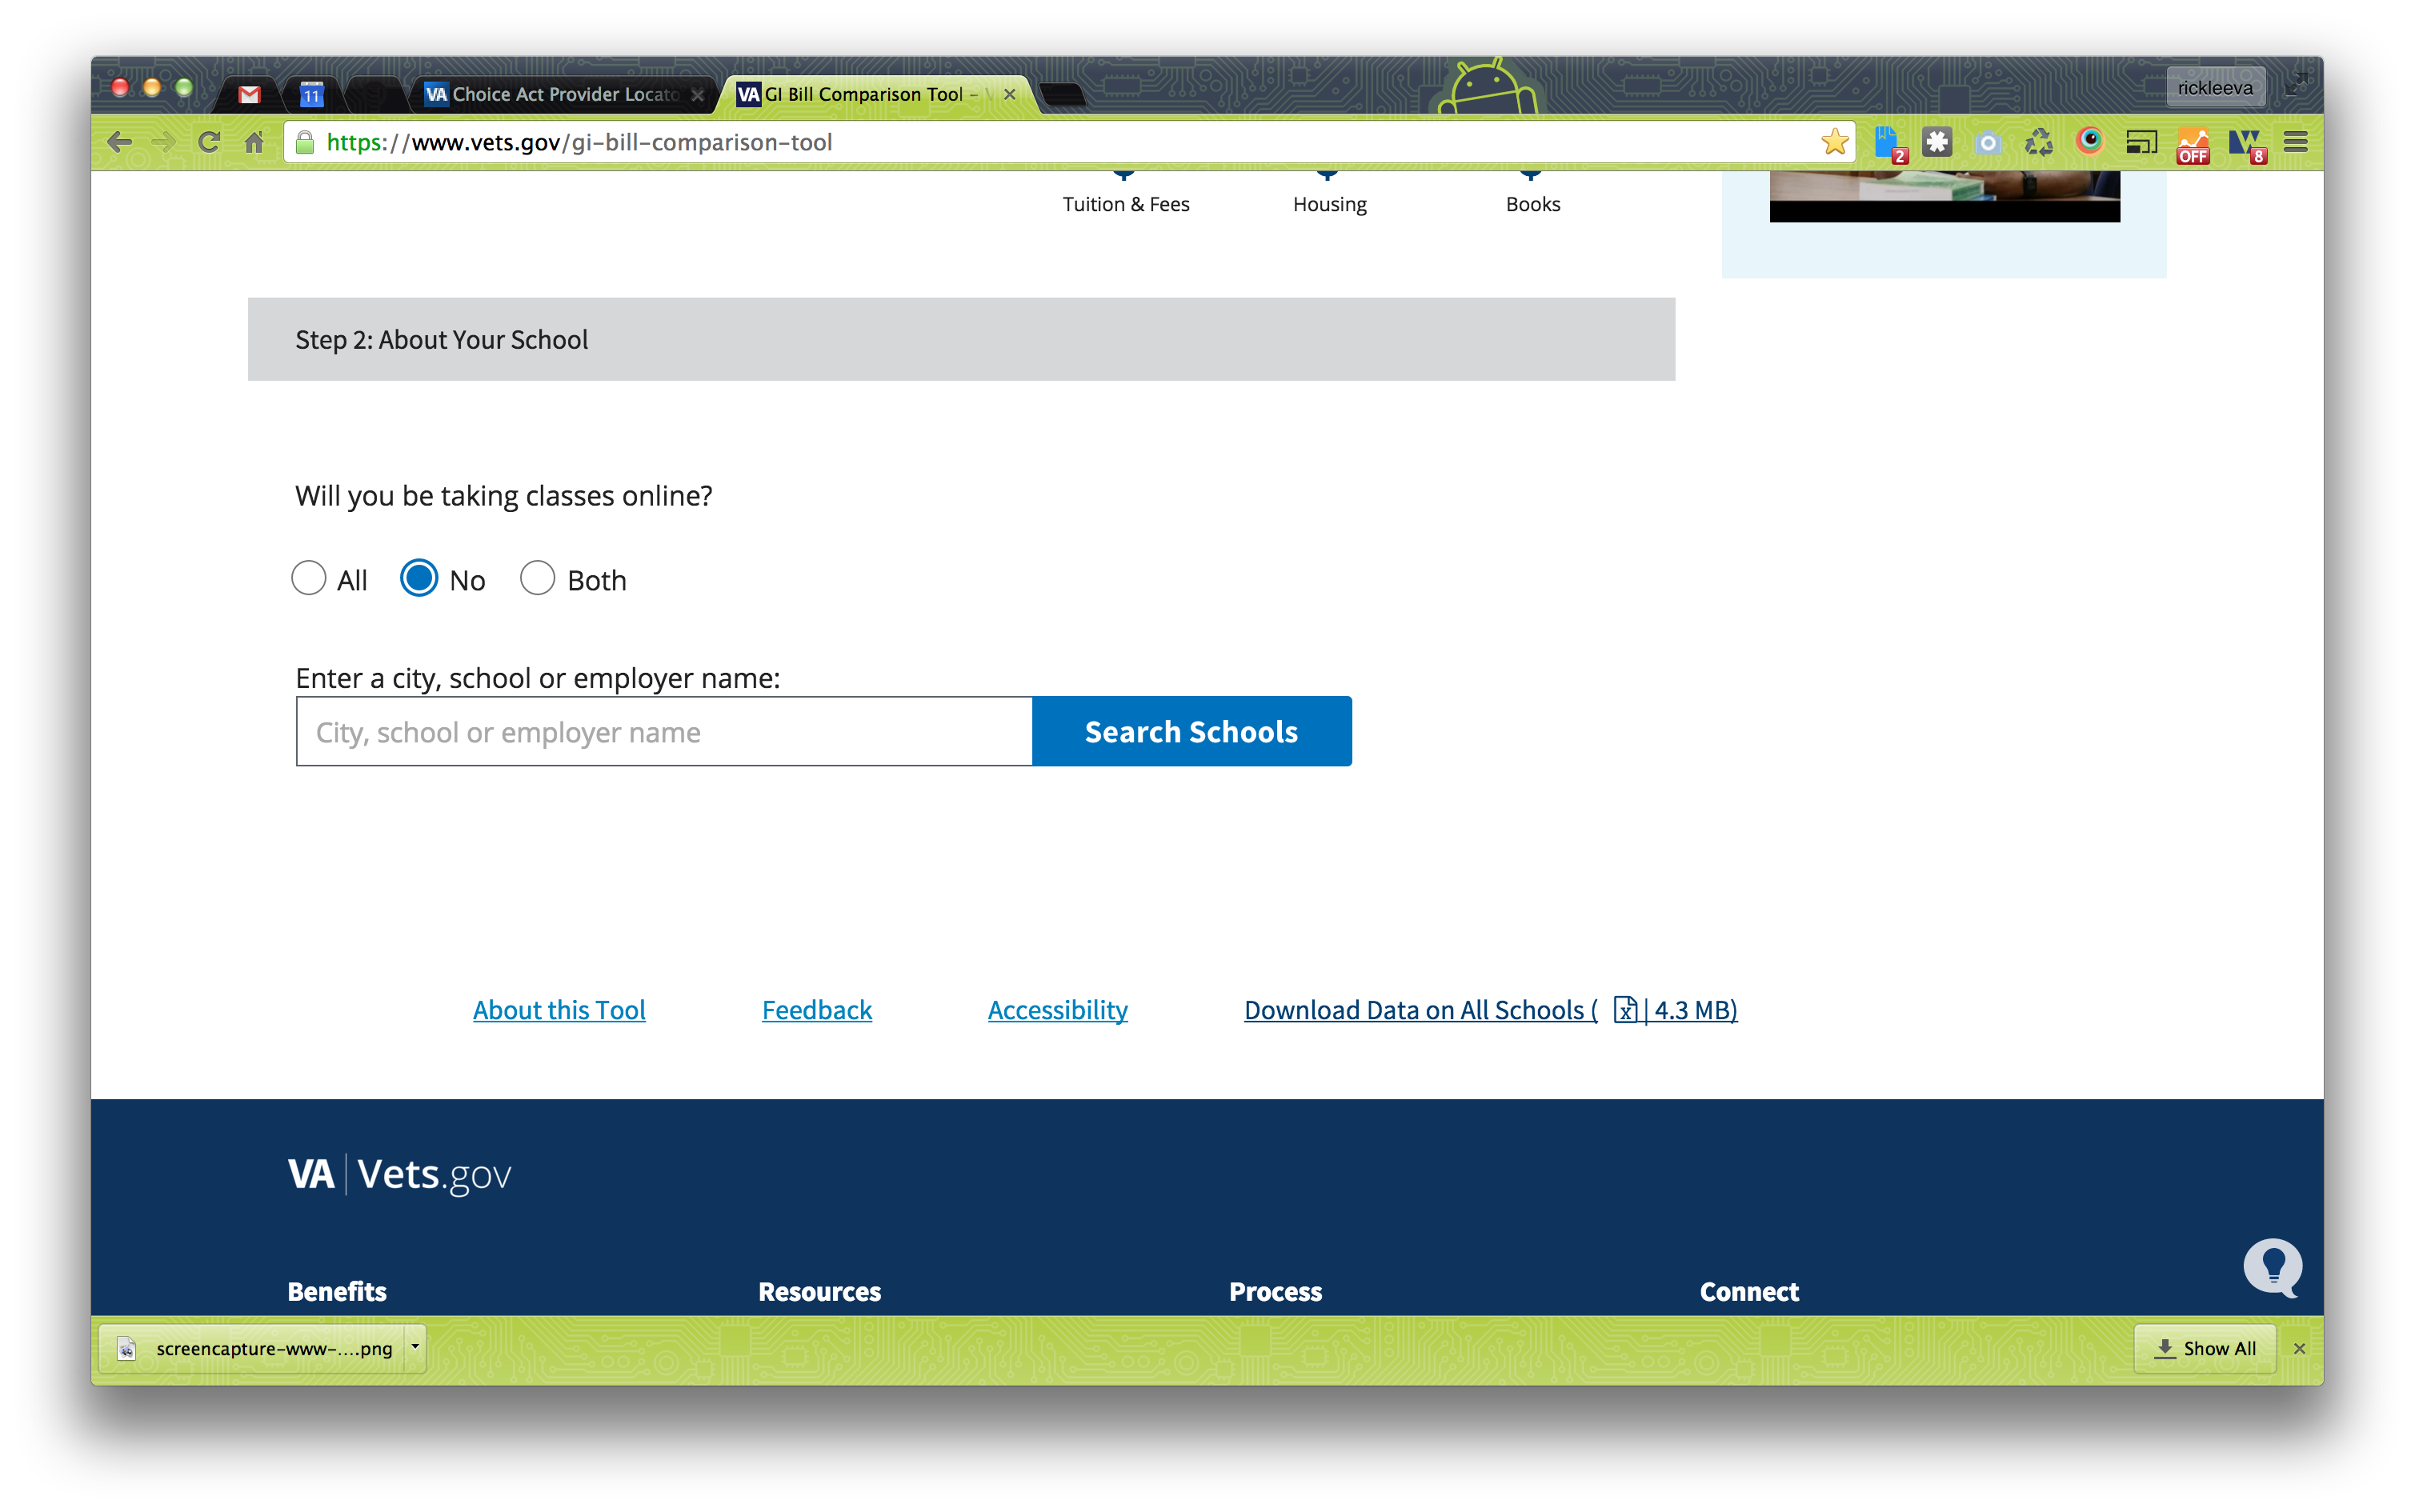 11
VA Choice Act Provider Locato
VA GI Bill Comparison Tool –
rickleeva
https://www.vets.gov/gi-bill-comparison-tool
2
OFF
8
Tuition & Fees
Housing
Books
Step 2: About Your School
Will you be taking classes online?
All No Both
Enter a city, school or employer name:
City, school or employer name
Search Schools
About this Tool
Feedback
Accessibility
Download Data on All Schools ( X | 4.3 MB)
VA | Vets.gov
Benefits
Resources
Process
Connect
screencapture-www-....png
Show All